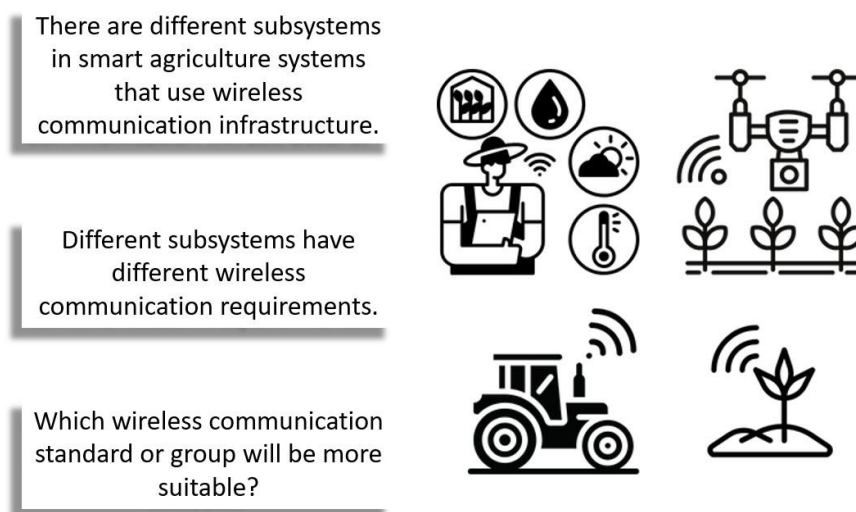 There are different subsystems
in smart agriculture systems
that use wireless
communication infrastructure.
Different subsystems have
different wireless
communication requirements.
Which wireless communication
standard or group will be more
suitable?